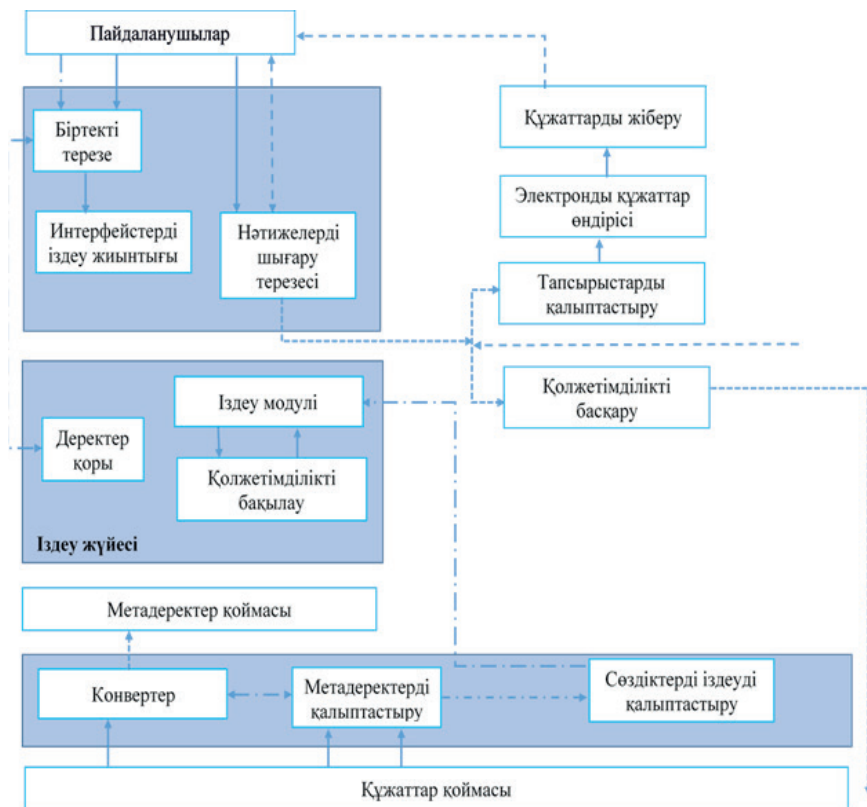 Пайдаланушылар
Біртекті
терезе
Интерфейстерді
іздеу жиынтығы
Нәтижелерді
шығару
терезесі
Құжаттарды жіберу
Электронды құжаттар
өндірісі
Тапсырыстарды
қалыптастыру
Қолжетімділікті
басқару
Іздеу модулі
Деректер
қоры
Қолжетімділікті
бақылау
Іздеу жүйесі
Метадеректер қоймасы
Конвертер
Метадеректерді
қалыптастыру
Сөздіктерді іздеуді
қалыптастыру
Құжаттар қоймасы